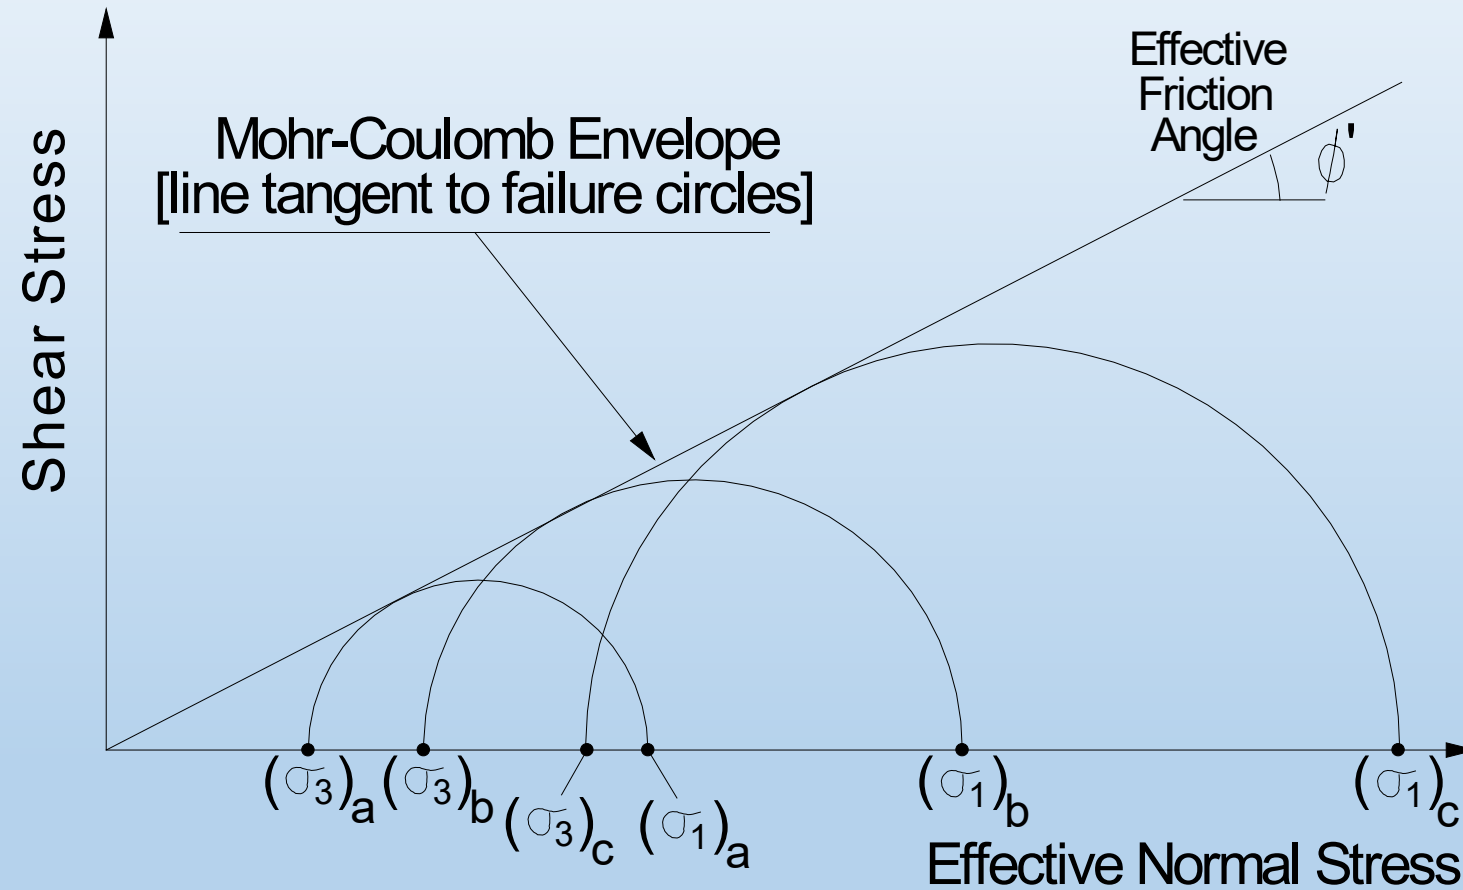 Effective
Friction
Angle
ϕ'
Mohr-Coulomb Envelope
[line tangent to failure circles]
Shear Stress
(σ3)a
(σ3)b
(σ3)c
(σ1)a
(σ1)b
(σ1)c
Effective Normal Stress